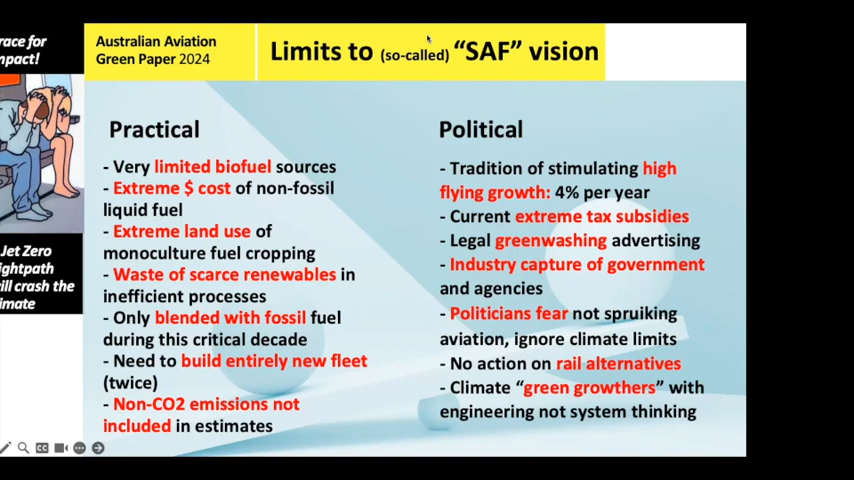 race for
mpact!
Jet Zero
ightpath
ill crash the
imate
Australian Aviation
Green Paper 2024
Limits to (so-called) “SAF” vision
Practical
- Very limited biofuel sources
- Extreme $ cost of non-fossil
liquid fuel
- Extreme land use of
monoculture fuel cropping
- Waste of scarce renewables in
inefficient processes
- Only blended with fossil fuel
during this critical decade
- Need to build entirely new fleet
(twice)
- Non-CO2 emissions not
included in estimates
Political
- Tradition of stimulating high
flying growth: 4% per year
- Current extreme tax subsidies
- Legal greenwashing advertising
- Industry capture of government
and agencies
- Politicians fear not spruiking
aviation, ignore climate limits
- No action on rail alternatives
- Climate “green growthers” with
engineering not system thinking
CC